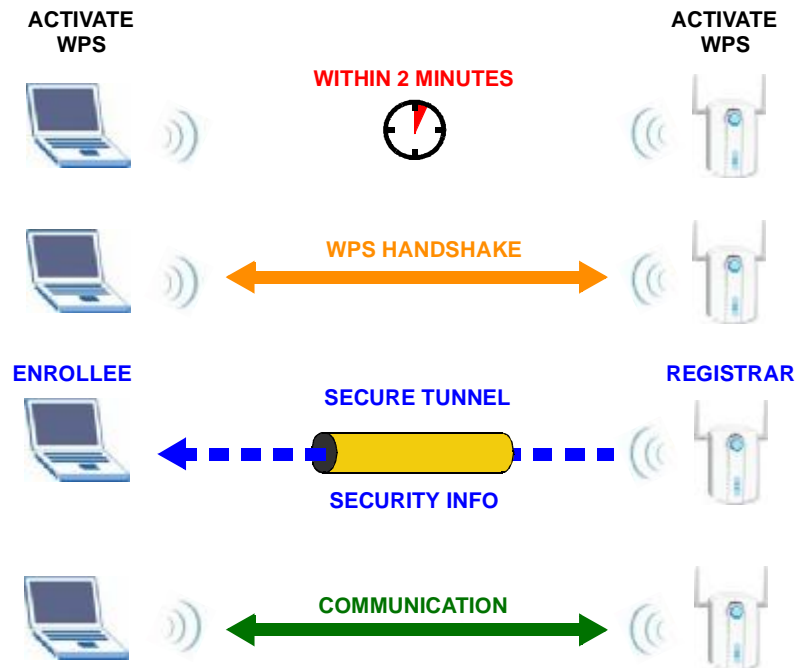 ACTIVATE
WPS
ACTIVATE
WPS
WITHIN 2 MINUTES
WPS HANDSHAKE
ENROLLEE
REGISTRAR
SECURE TUNNEL
SECURITY INFO
COMMUNICATION